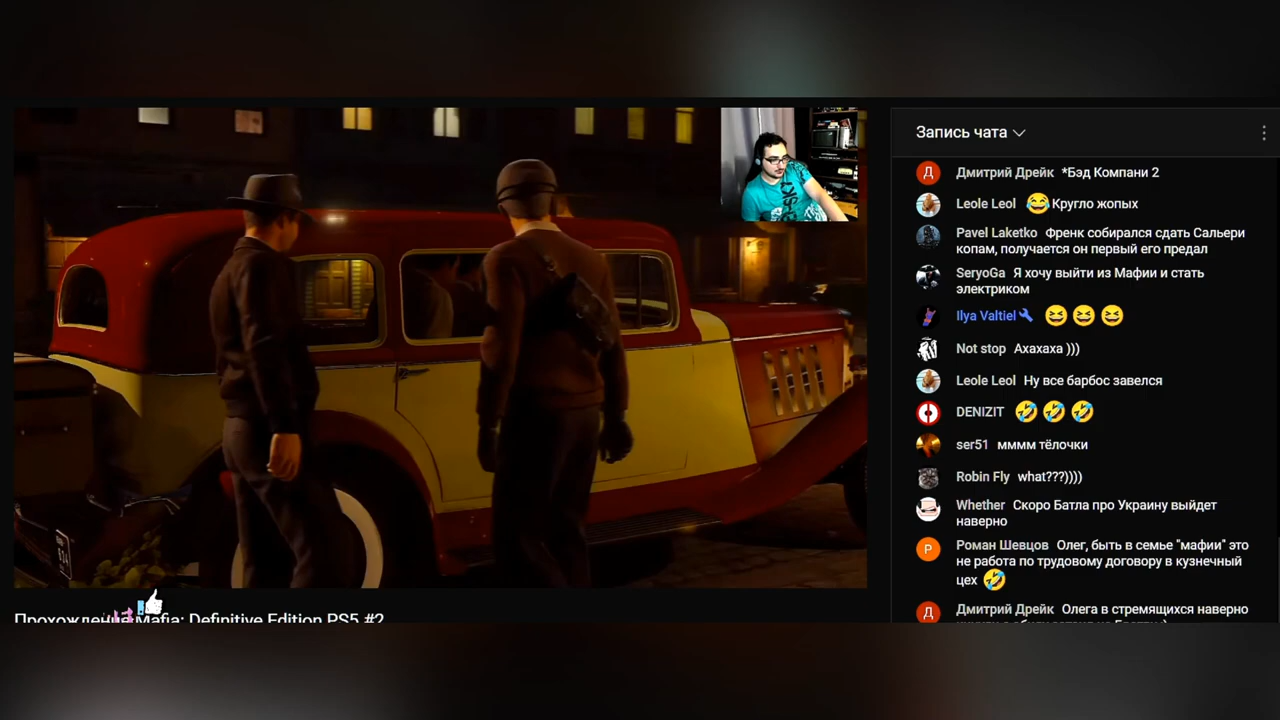 Запись чата
Дмитрий Дрейк *Бэд Компани 2
Leole Leol 😂Кругло жопых
Pavel Laketko Френк собирался сдать Сальери
копам, получается он первый его предал
SeryoGa Я хочу выйти из Мафии и стать
электриком
Ilya Valtiel 😆 😆 😆
Not stop Ахахаха )))
Leole Leol Ну все барбос завелся
DENIZIT 🤣 🤣 🤣
ser51 мммм тёлочки
Robin Fly what???))))
Whether Скоро Батла про Украину выйдет
наверно
Роман Шевцов Олег, быть в семье "мафии" это
не работа по трудовому договору в кузнечный
цех 🤣
Дмитрий Дрейк Олега в стремящихся наверно
Прохождение Mafia: Definitive Edition PS5 #2